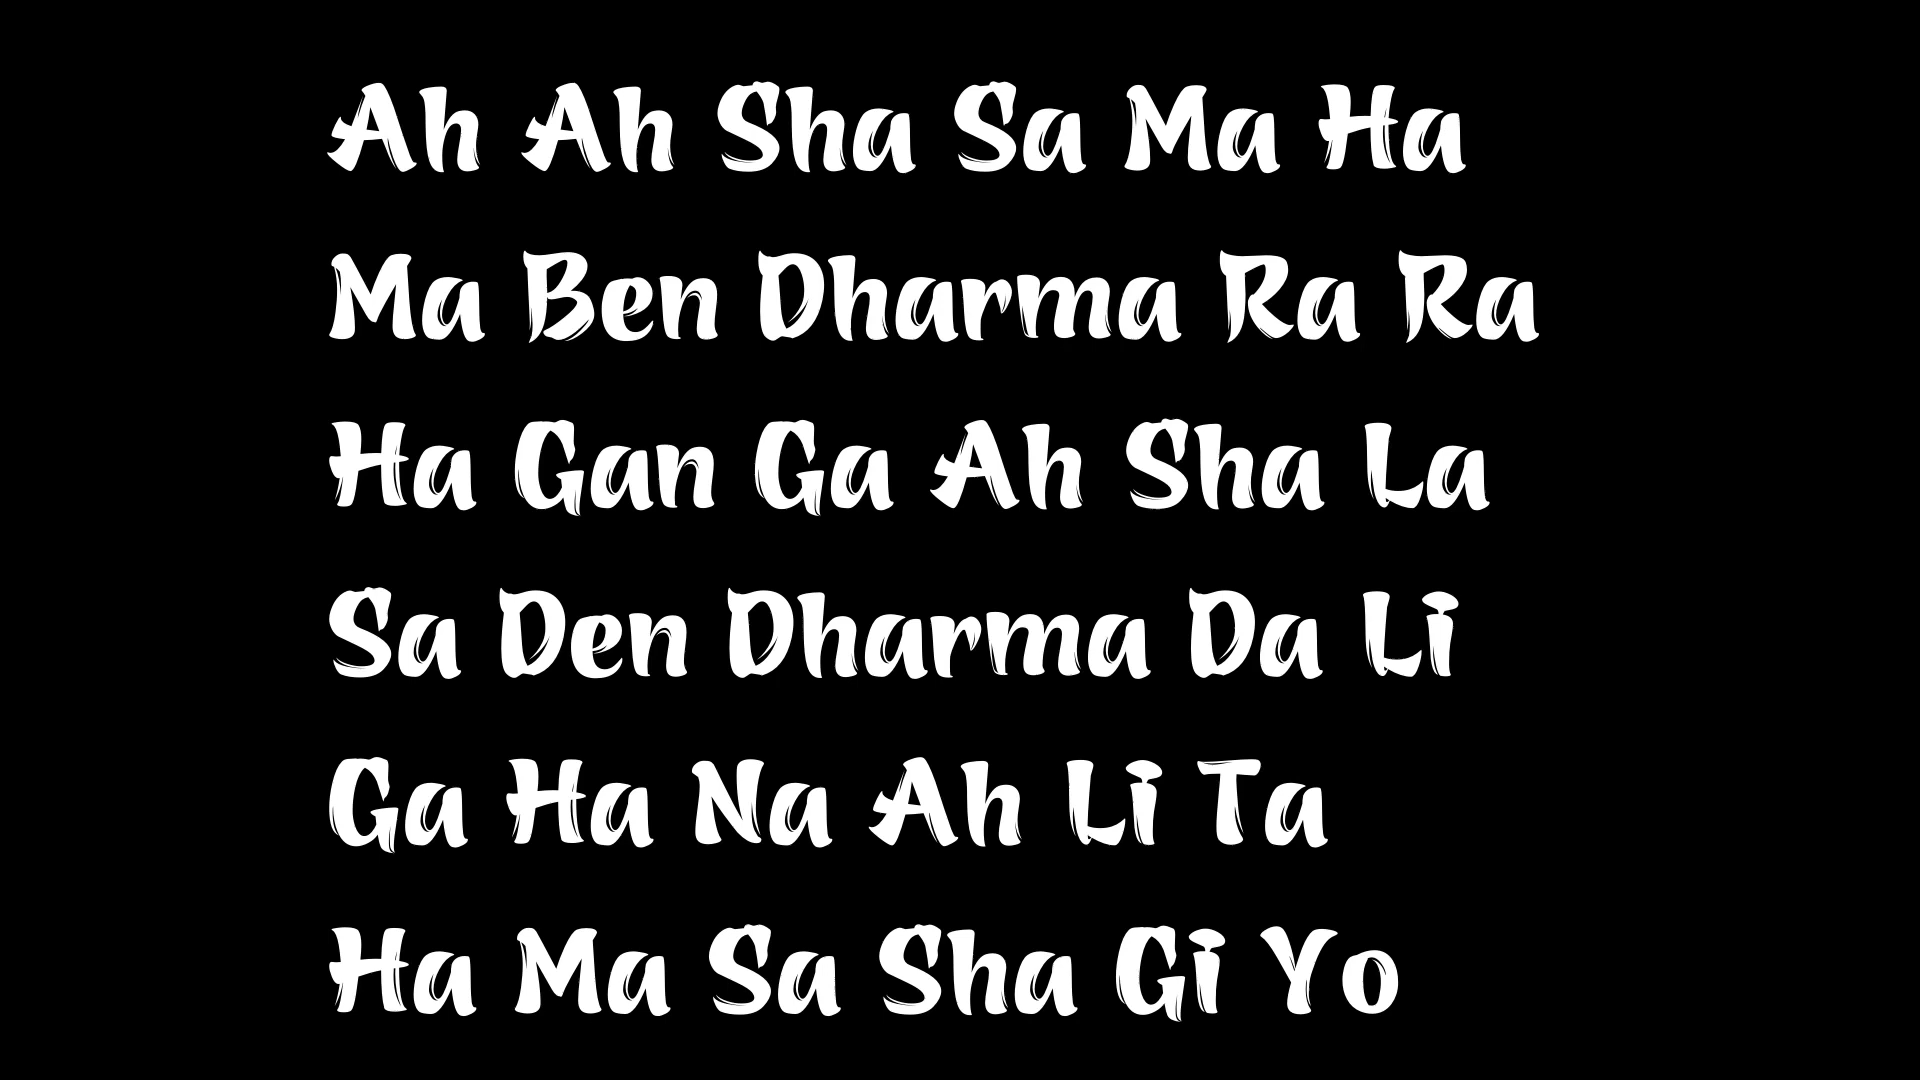 Ah Ah Sha Sa Ma Ha
Ma Ben Dharma Ra Ra
Ha Gan Ga Ah Sha La
Sa Den Dharma Da Li
Ga Ha Na Ah Li Ta
Ha Ma Sa Sha Gi Yo